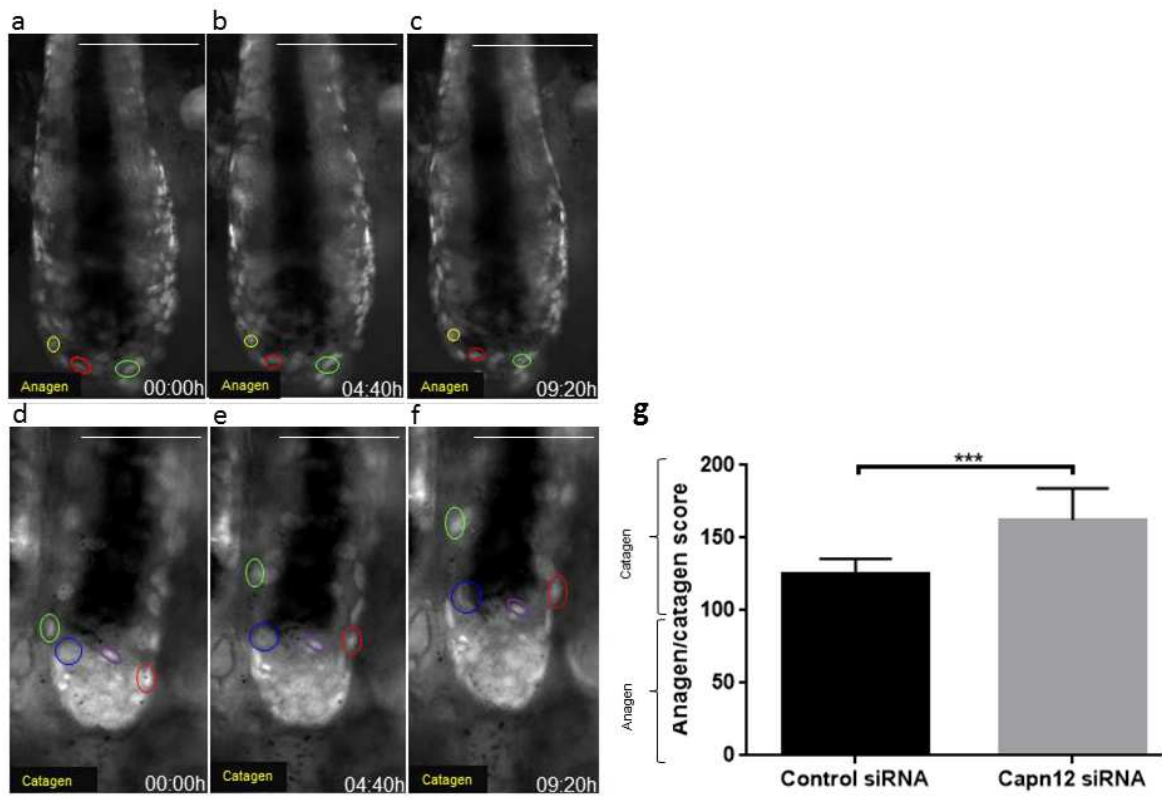 a b c
Anagen 00:00h
Anagen 04:40h
Anagen 09:20h
d e f
Catagen 00:00h
Catagen 04:40h
Catagen 09:20h
g
Catagen
Anagen
Anagen/catagen score
200
150
100
50
0
***
Control siRNA Capn12 siRNA